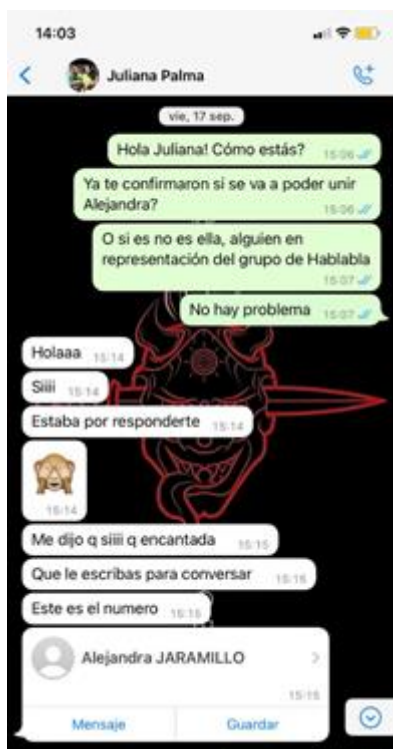 14:03
Juliana Palma
vie, 17 sep.
Hola Juliana! Cómo estás? 15:06
Ya te confirmaron si se va a poder unir
Alejandra? 15:06
O si es no es ella, alguien en
representación del grupo de Hablabla
15:07
No hay problema 15:07
Holaaa 15:14
Siiii 15:14
Estaba por responderte 15:14
15:14
Me dijo q siiii q encantada 15:15
Que le escribas para conversar 15:15
Este es el numero 15:15
Alejandra JARAMILLO
15:15
Mensaje Guardar